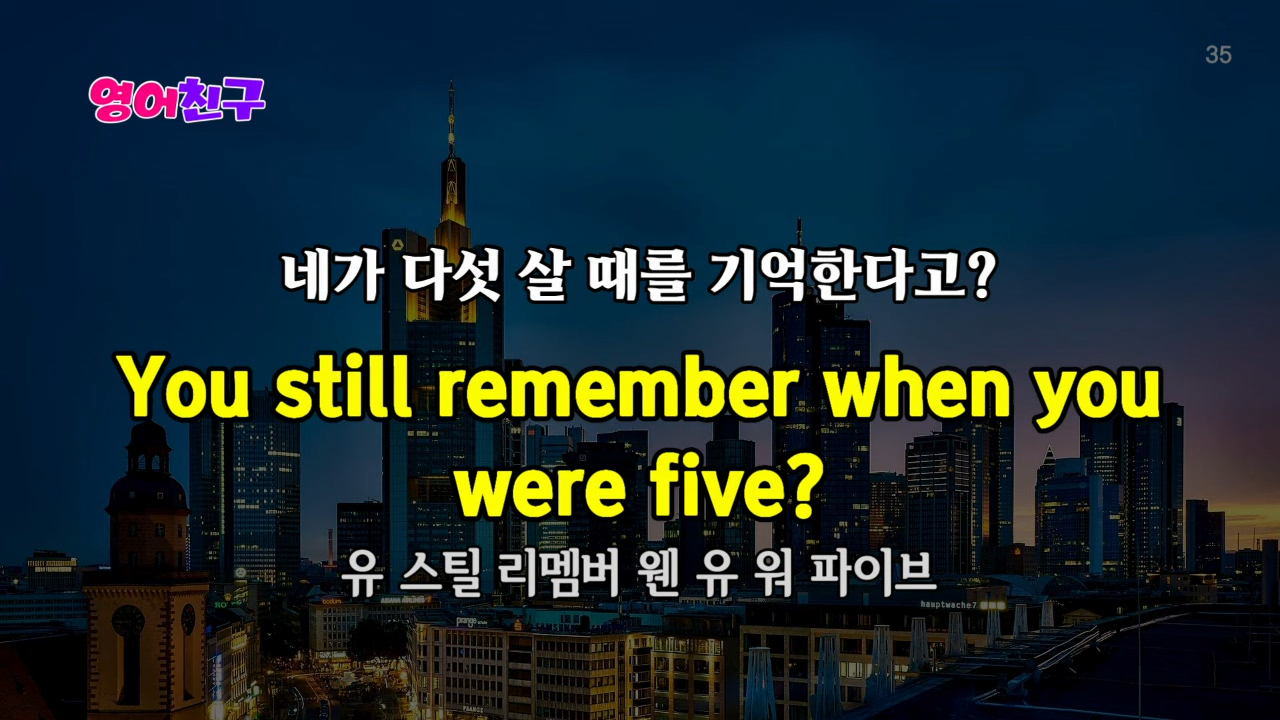 35
영어친구
네가 다섯 살 때를 기억한다고?
You still remember when you
were five?
유 스틸 리멤버 웬 유 워 파이브
hauptwache7